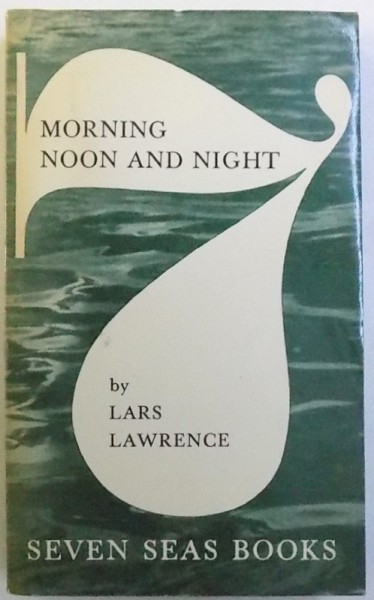 MORNING
NOON AND NIGHT
by
LARS
LAWRENCE
SEVEN SEAS BOOKS